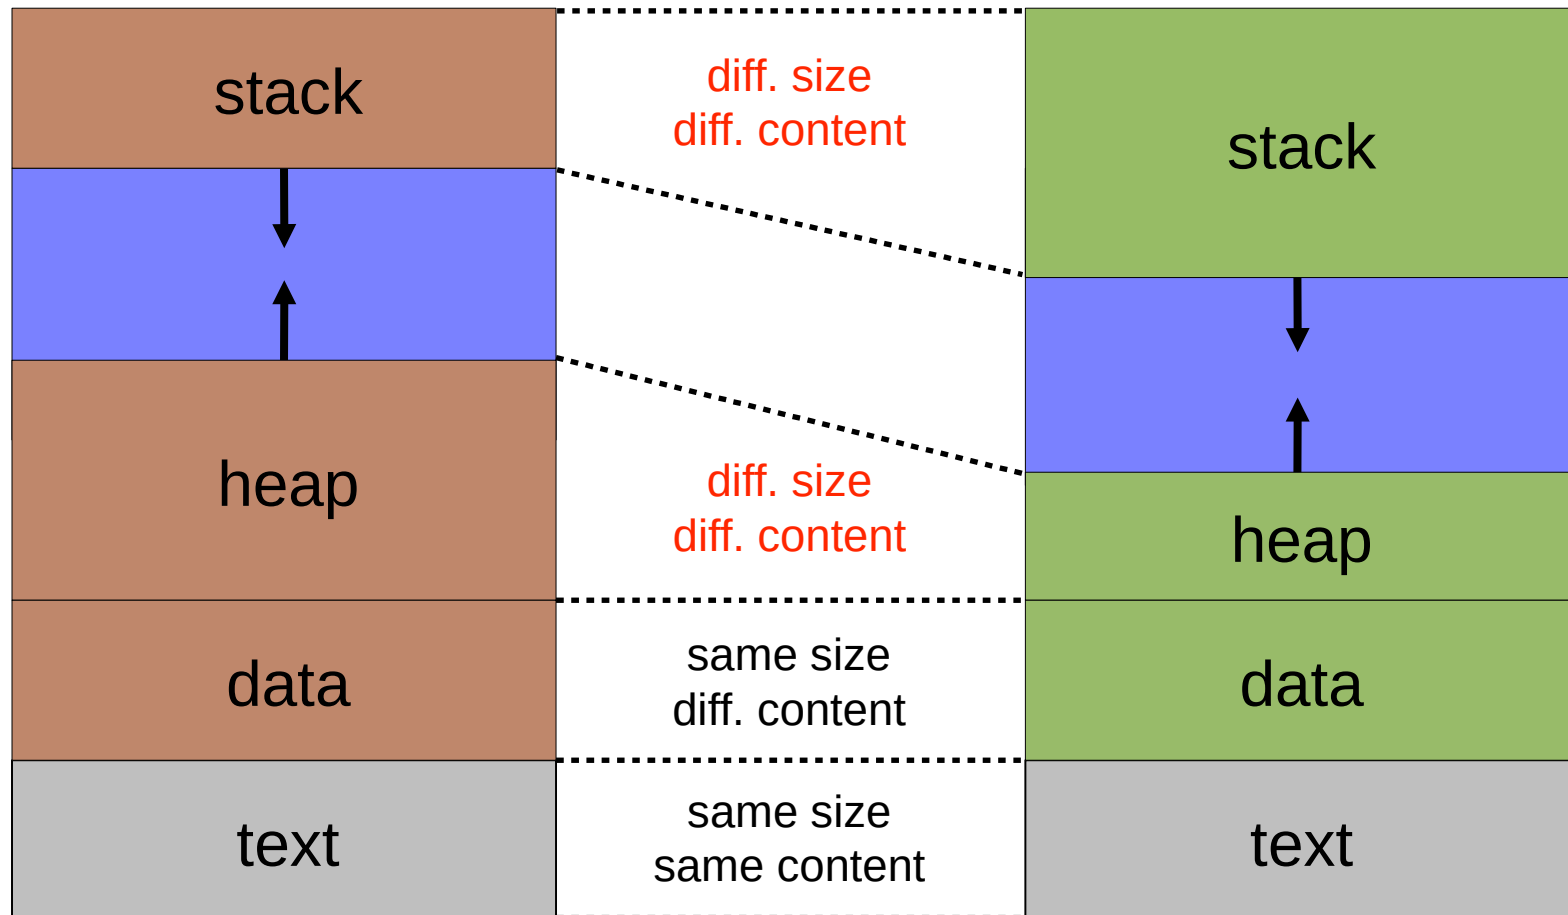 stack
diff. size
diff. content
stack
heap
diff. size
diff. content
heap
data
same size
diff. content
data
text
same size
same content
text